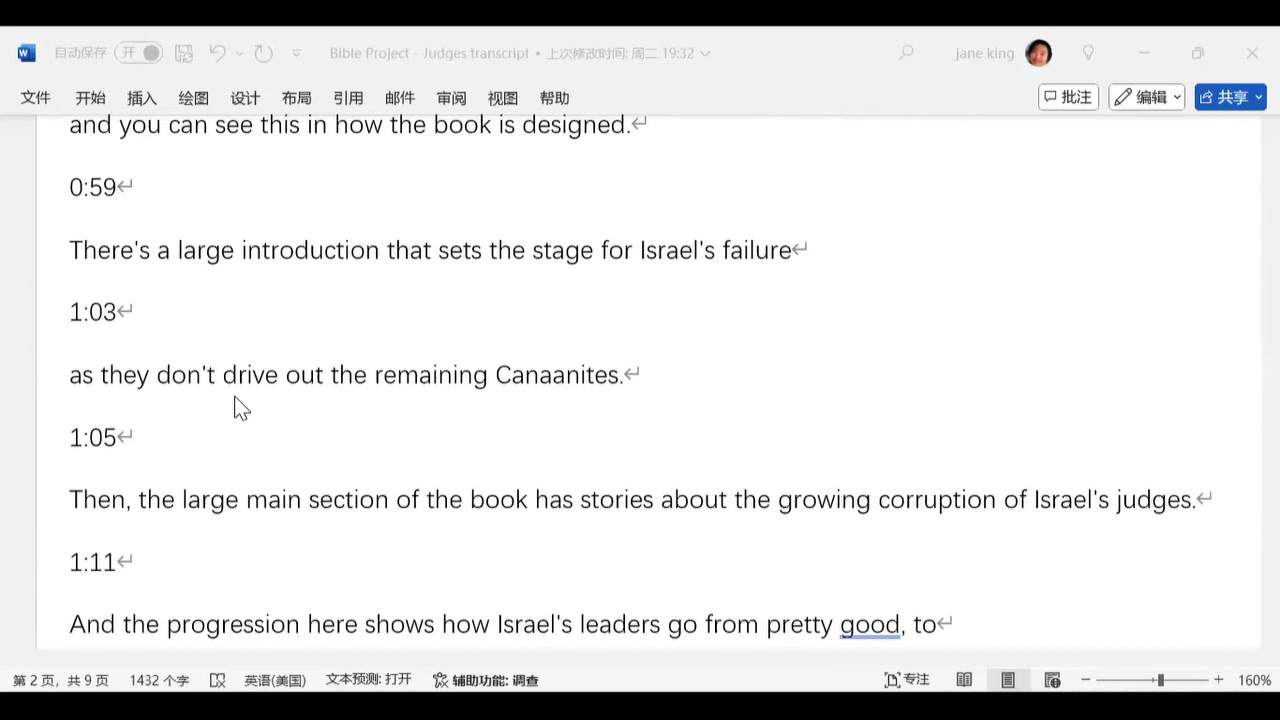 W 自动保存 开 Bible Project - Judges transcript • 上次修改时间: 周二 19:32 jane king
文件 开始 插入 绘图 设计 布局 引用 邮件 审阅 视图 帮助 批注 编辑 共享
and you can see this in how the book is designed.↵
0:59↵
There's a large introduction that sets the stage for Israel's failure↵
1:03↵
as they don't drive out the remaining Canaanites.↵
1:05↵
Then, the large main section of the book has stories about the growing corruption of Israel's judges.↵
1:11↵
And the progression here shows how Israel's leaders go from pretty good, to↵
第 2 页，共 9 页 1432 个字 英语(美国) 文本预测: 打开 辅助功能: 调查 专注 − + 160%